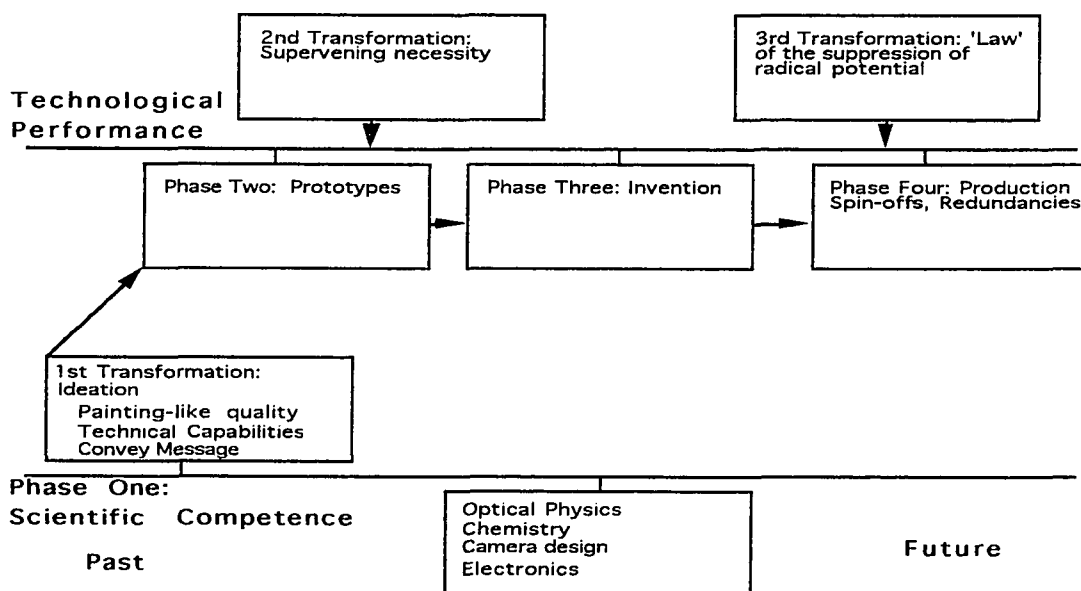 2nd Transformation:
Supervening necessity
3rd Transformation: 'Law'
of the suppression of
radical potential
Technological
Performance
Phase Two: Prototypes
Phase Three: Invention
Phase Four: Production
Spin-offs, Redundancies
1st Transformation:
Ideation
Painting-like quality
Technical Capabilities
Convey Message
Phase One:
Scientific Competence
Past
Optical Physics
Chemistry
Camera design
Electronics
Future